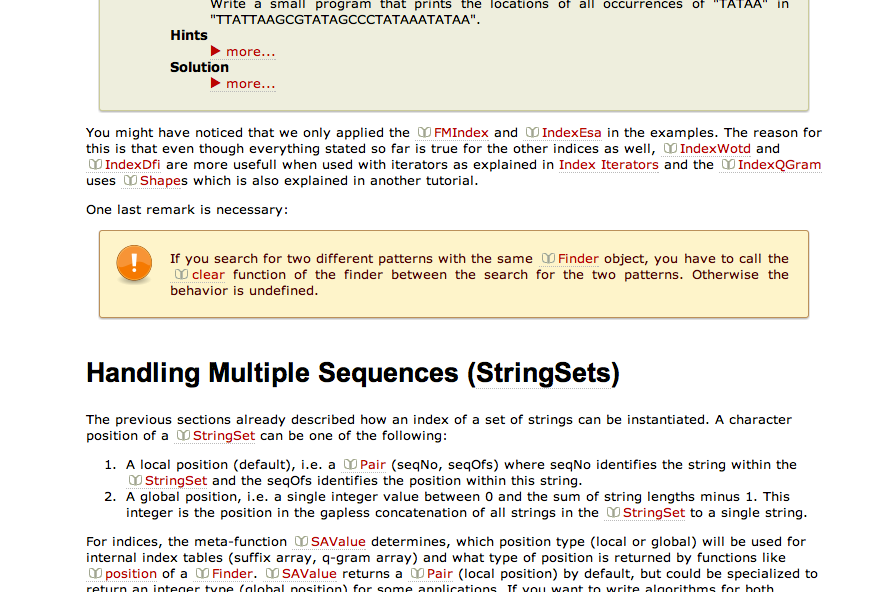 Write a small program that prints the locations of all occurrences of "TATAA" in
"TTATTAAGCGTATAGCCCTATAAATATAA".
Hints
more...
Solution
more...
You might have noticed that we only applied the FMIndex and IndexEsa in the examples. The reason for
this is that even though everything stated so far is true for the other indices as well, IndexWotd and
IndexDfi are more usefull when used with iterators as explained in Index Iterators and the IndexQGram
uses Shapes which is also explained in another tutorial.
One last remark is necessary:
If you search for two different patterns with the same Finder object, you have to call the
clear function of the finder between the search for the two patterns. Otherwise the
behavior is undefined.
Handling Multiple Sequences (StringSets)
The previous sections already described how an index of a set of strings can be instantiated. A character
position of a StringSet can be one of the following:
1. A local position (default), i.e. a Pair (seqNo, seqOfs) where seqNo identifies the string within the
StringSet and the seqOfs identifies the position within this string.
2. A global position, i.e. a single integer value between 0 and the sum of string lengths minus 1. This
integer is the position in the gapless concatenation of all strings in the StringSet to a single string.
For indices, the meta-function SAValue determines, which position type (local or global) will be used for
internal index tables (suffix array, q-gram array) and what type of position is returned by functions like
position of a Finder. SAValue returns a Pair (local position) by default, but could be specialized to
return an integer type (global position) for some applications. If you want to write algorithms for both